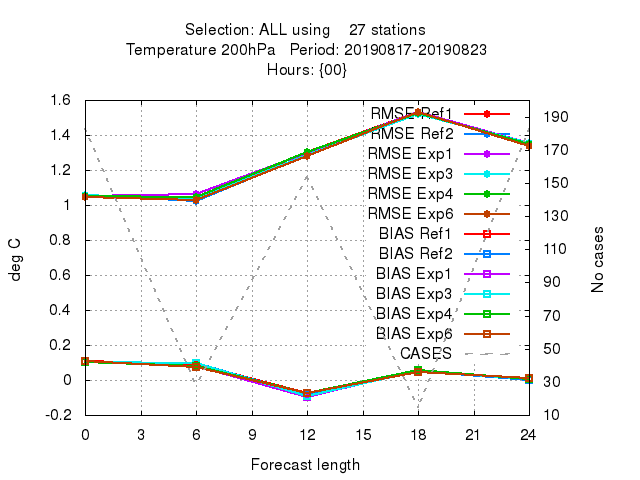 Selection: ALL using 27 stations
Temperature 200hPa Period: 20190817-20190823
Hours: {00}
1.6
1.4
1.2
1
0.8
0.6
0.4
0.2
0
-0.2
deg C
190
170
150
130
110
90
70
50
30
10
No cases
RMSE Ref1
RMSE Ref2
RMSE Exp1
RMSE Exp3
RMSE Exp4
RMSE Exp6
BIAS Ref1
BIAS Ref2
BIAS Exp1
BIAS Exp3
BIAS Exp4
BIAS Exp6
CASES
0 3 6 9 12 15 18 21 24
Forecast length